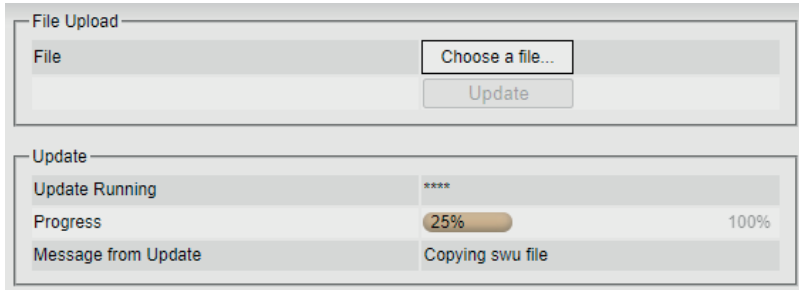 File Upload
File Choose a file...
Update
Update
Update Running ****
Progress 25% 100%
Message from Update Copying swu file